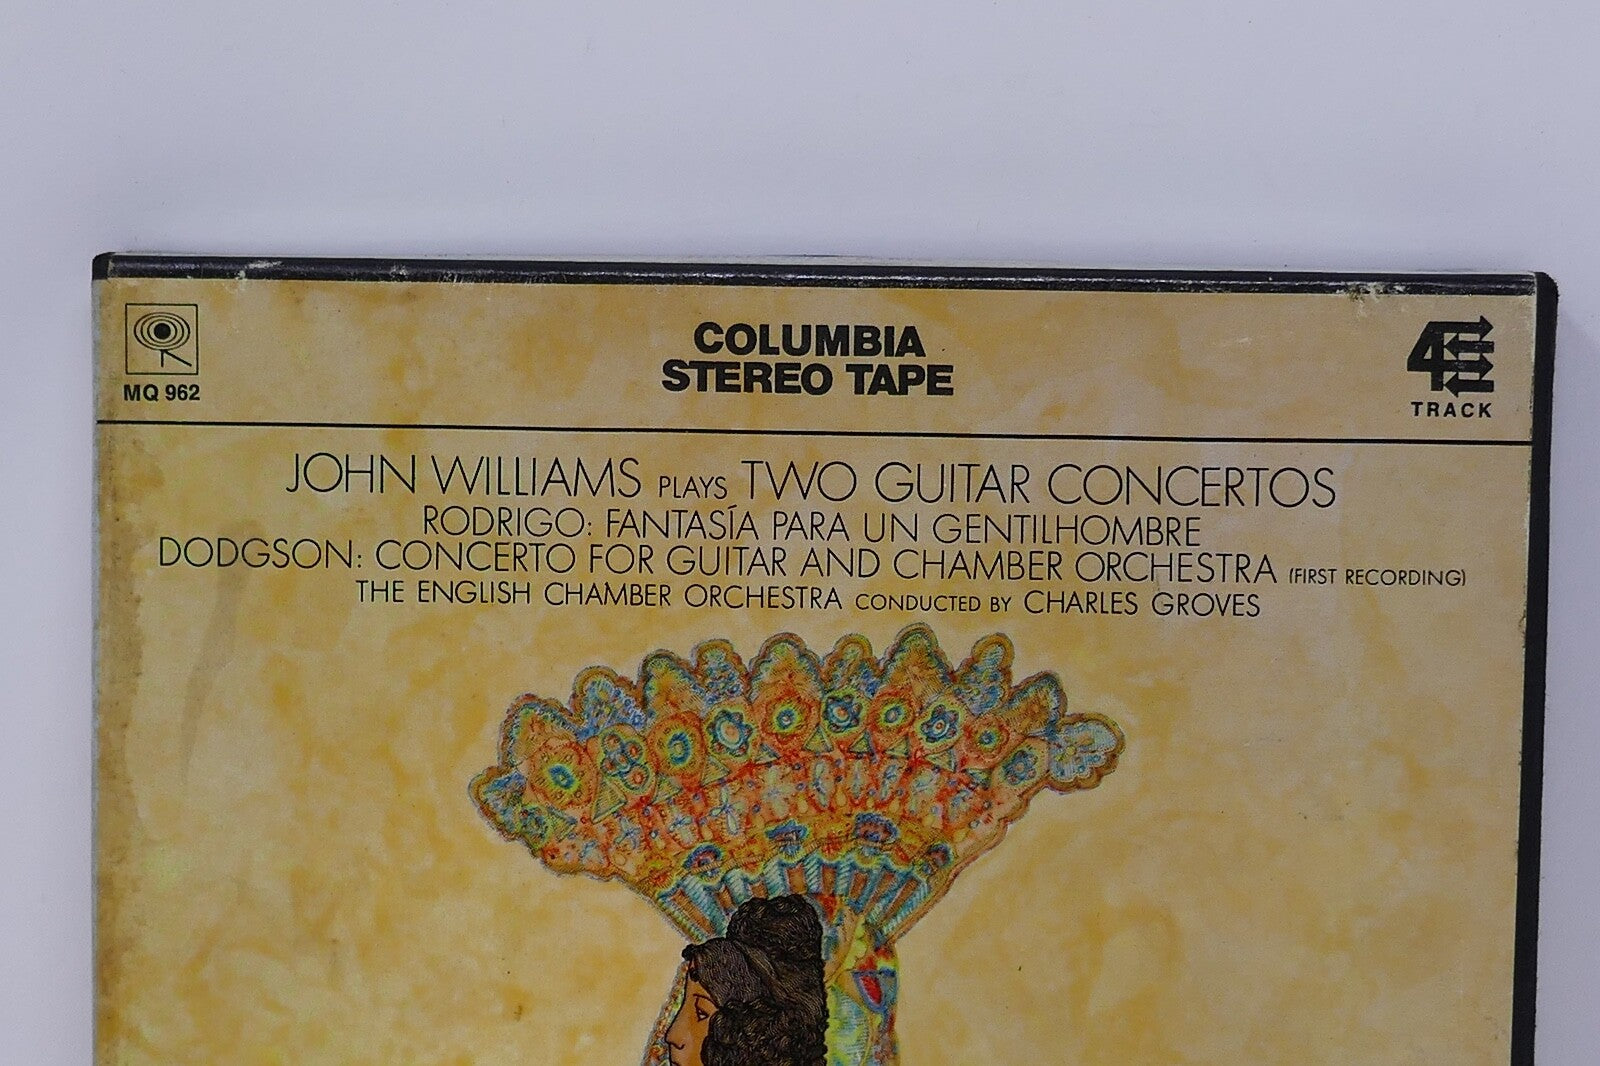 MQ 962
COLUMBIA
STEREO TAPE
4
TRACK
JOHN WILLIAMS PLAYS TWO GUITAR CONCERTOS
RODRIGO: FANTASÍA PARA UN GENTILHOMBRE
DODGSON: CONCERTO FOR GUITAR AND CHAMBER ORCHESTRA (FIRST RECORDING)
THE ENGLISH CHAMBER ORCHESTRA CONDUCTED BY CHARLES GROVES